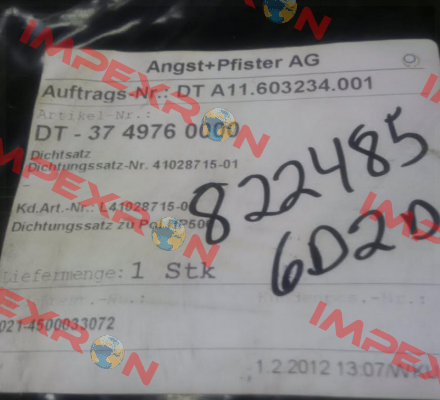 Angst+Pfister AG
Auftrags-Nr.: DT A11.603234.001
Artikel-Nr.:
DT - 37 4976 0000
Dichtsatz
Dichtungssatz-Nr. 41028715-01
Kd.Art.-Nr.: L41028715-0
Dichtungssatz zu
822485
6D2D
Liefermenge: 1 Stk
021-4500033072
1.2.2012 13:07/WKU
IMPEXRON